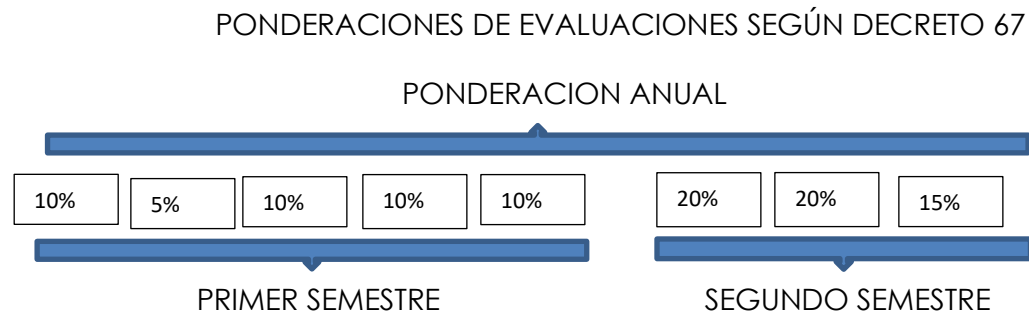 PONDERACIONES DE EVALUACIONES SEGÚN DECRETO 67
PONDERACION ANUAL
10% 5% 10% 10% 10% 20% 20% 15%
PRIMER SEMESTRE SEGUNDO SEMESTRE